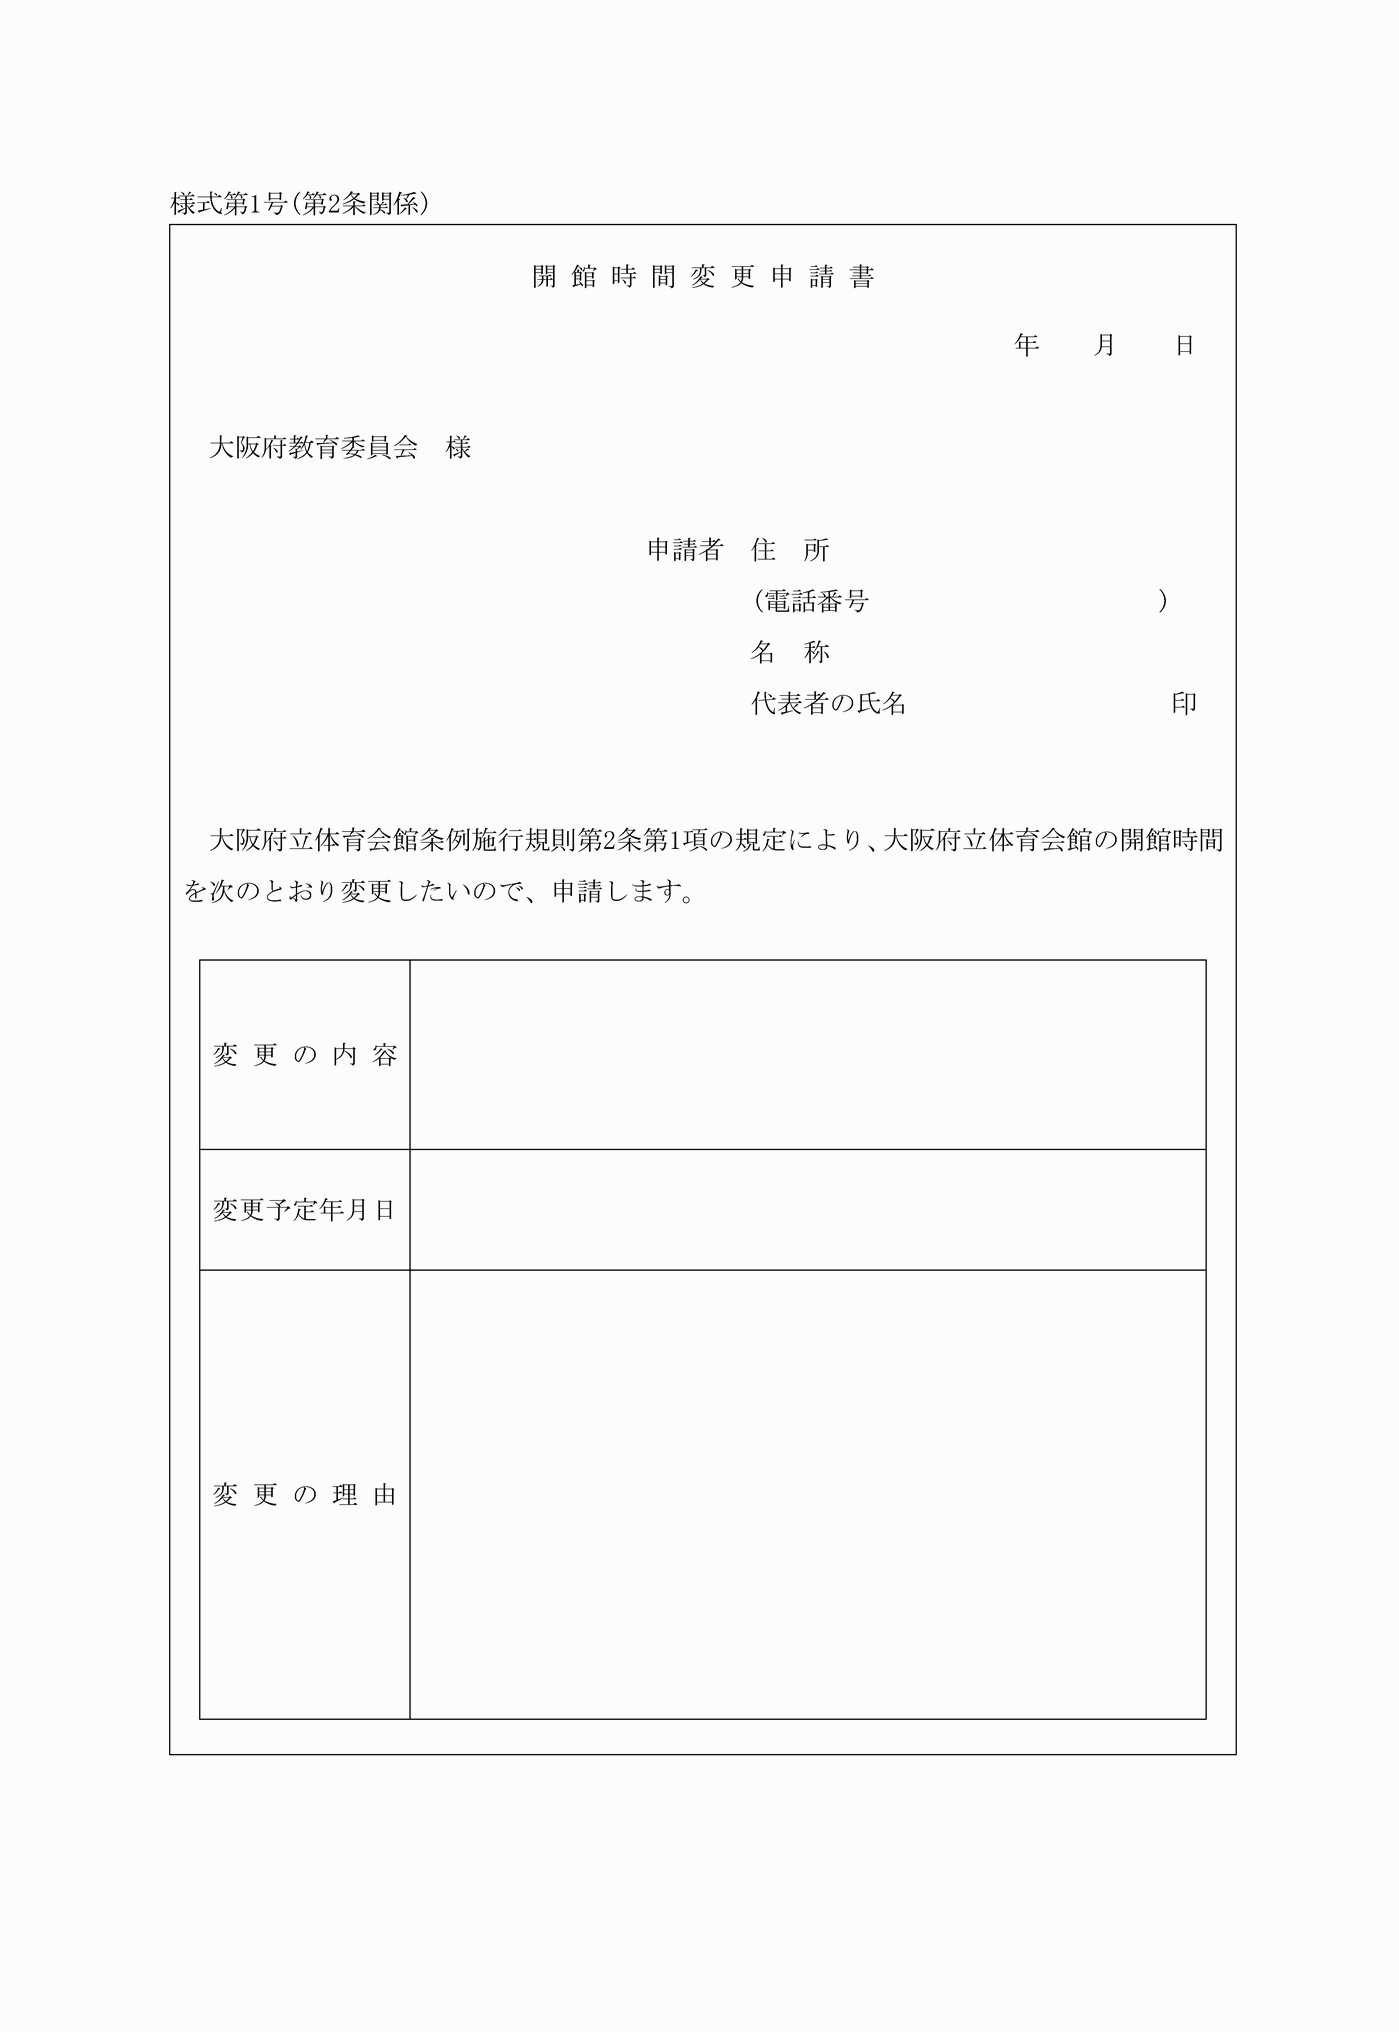 様式第1号(第2条関係)
開館時間変更申請書
年　　月　　日
大阪府教育委員会　様
申請者　住　所
(電話番号　　　　　　　　　　　)
名　称
代表者の氏名　　　　　　　　　　印
大阪府立体育会館条例施行規則第2条第1項の規定により、大阪府立体育会館の開館時間
を次のとおり変更したいので、申請します。
変更の内容
変更予定年月日
変更の理由